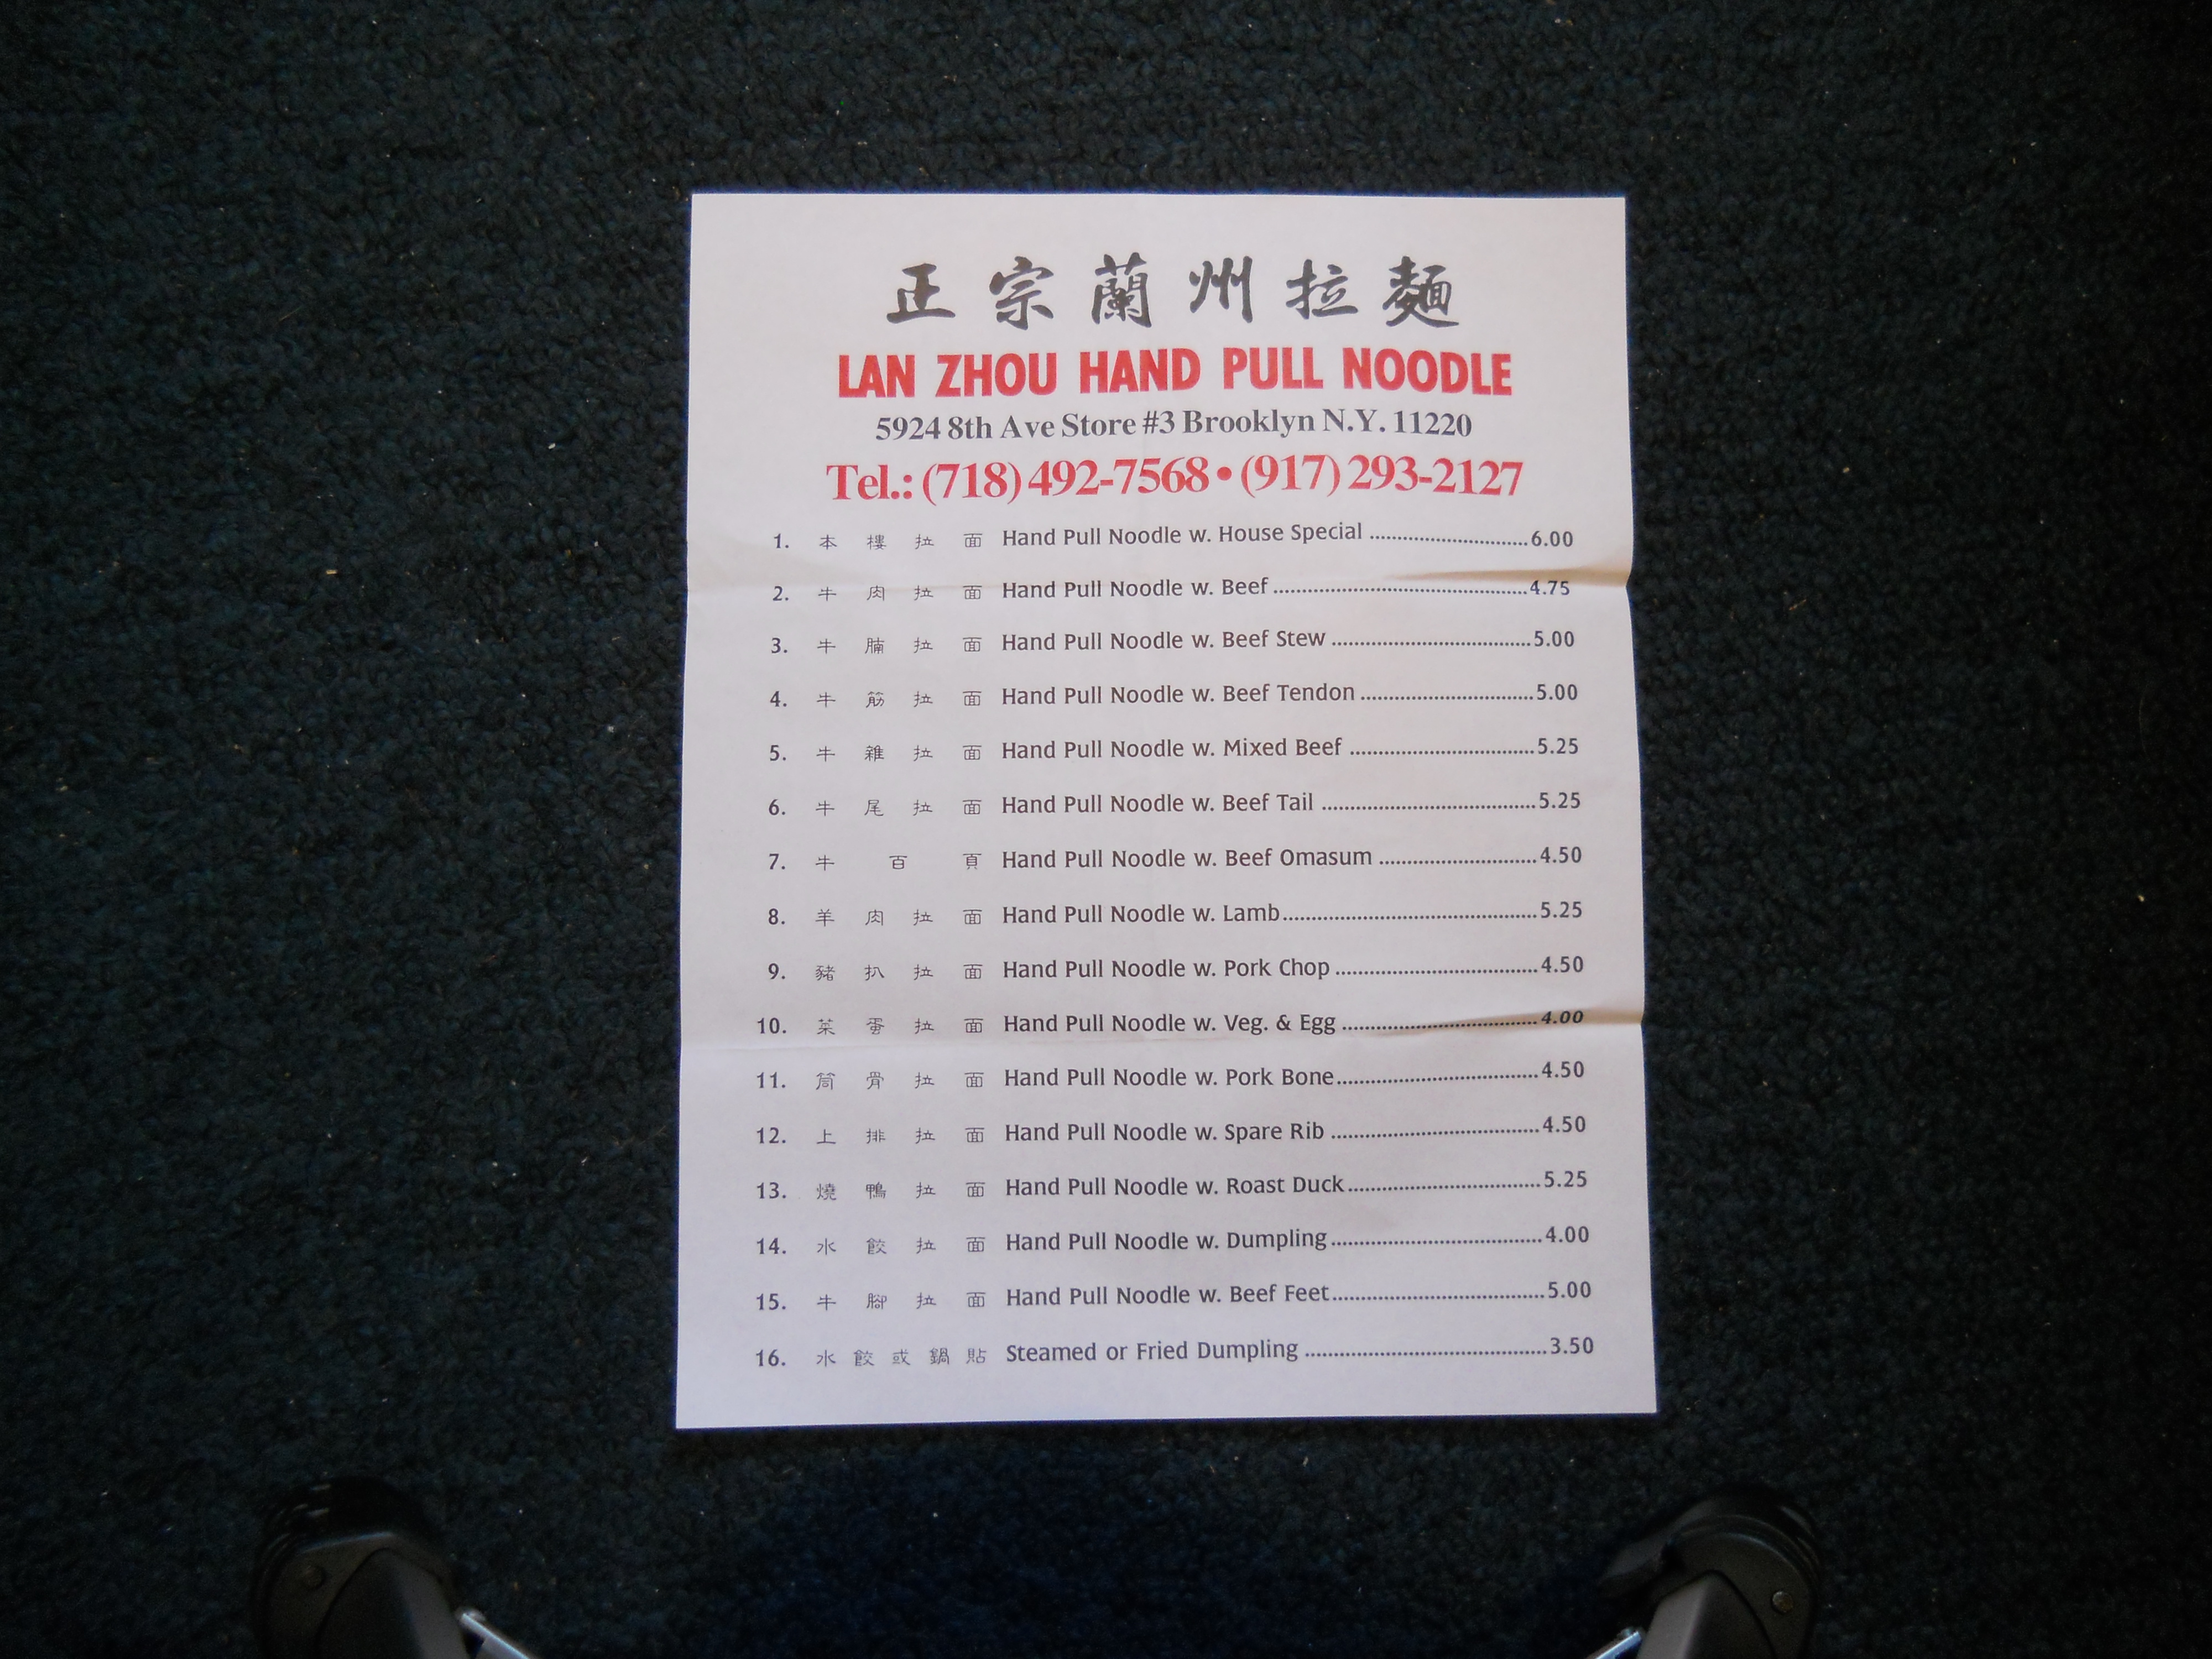 正宗蘭州拉麵
LAN ZHOU HAND PULL NOODLE
5924 8th Ave Store #3 Brooklyn N.Y. 11220
Tel.: (718) 492-7568 • (917) 293-2127
1. 本樓拉面 Hand Pull Noodle w. House Special 6.00
2. 牛肉拉面 Hand Pull Noodle w. Beef 4.75
3. 牛腩拉面 Hand Pull Noodle w. Beef Stew 5.00
4. 牛筋拉面 Hand Pull Noodle w. Beef Tendon 5.00
5. 牛雜拉面 Hand Pull Noodle w. Mixed Beef 5.25
6. 牛尾拉面 Hand Pull Noodle w. Beef Tail 5.25
7. 牛百頁 Hand Pull Noodle w. Beef Omasum 4.50
8. 羊肉拉面 Hand Pull Noodle w. Lamb 5.25
9. 豬扒拉面 Hand Pull Noodle w. Pork Chop 4.50
10. 菜蛋拉面 Hand Pull Noodle w. Veg. & Egg 4.00
11. 筒骨拉面 Hand Pull Noodle w. Pork Bone 4.50
12. 上排拉面 Hand Pull Noodle w. Spare Rib 4.50
13. 燒鴨拉面 Hand Pull Noodle w. Roast Duck 5.25
14. 水餃拉面 Hand Pull Noodle w. Dumpling 4.00
15. 牛腳拉面 Hand Pull Noodle w. Beef Feet 5.00
16. 水餃或鍋貼 Steamed or Fried Dumpling 3.50